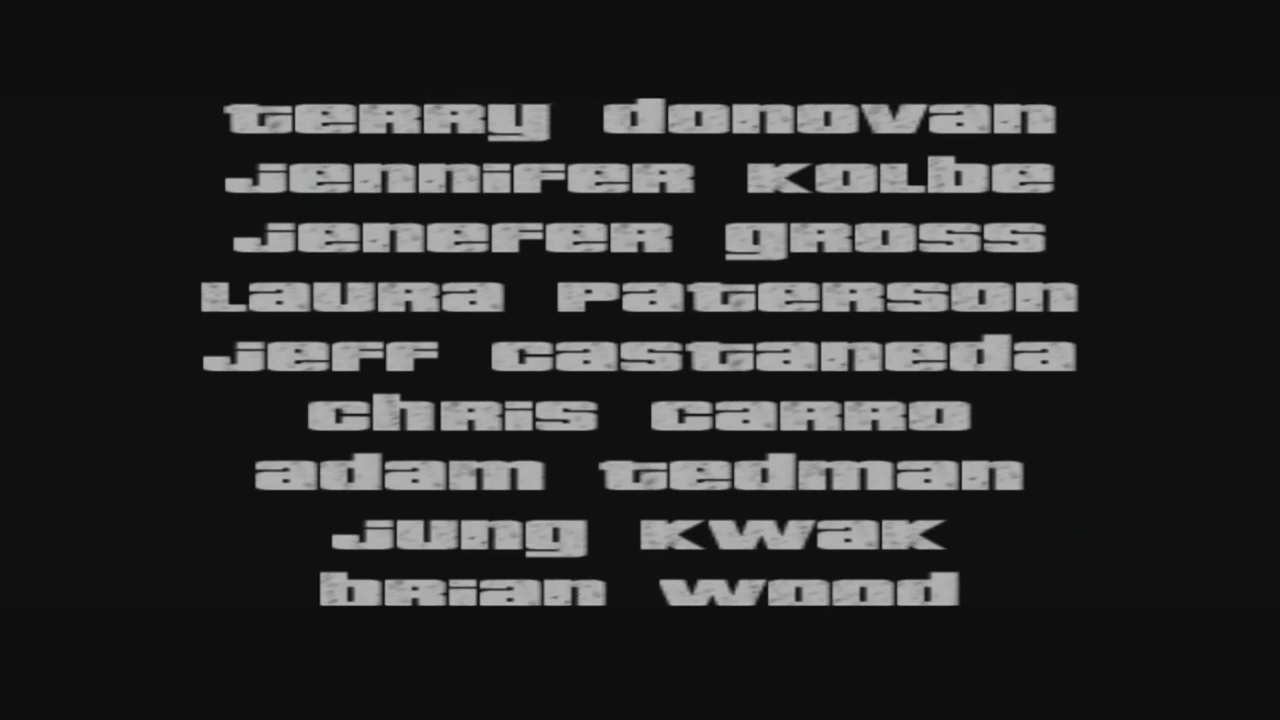 terry donovan
jennifer kolbe
jenefer gross
laura paterson
jeff castaneda
chris carro
adam tedman
jung kwak
brian wood